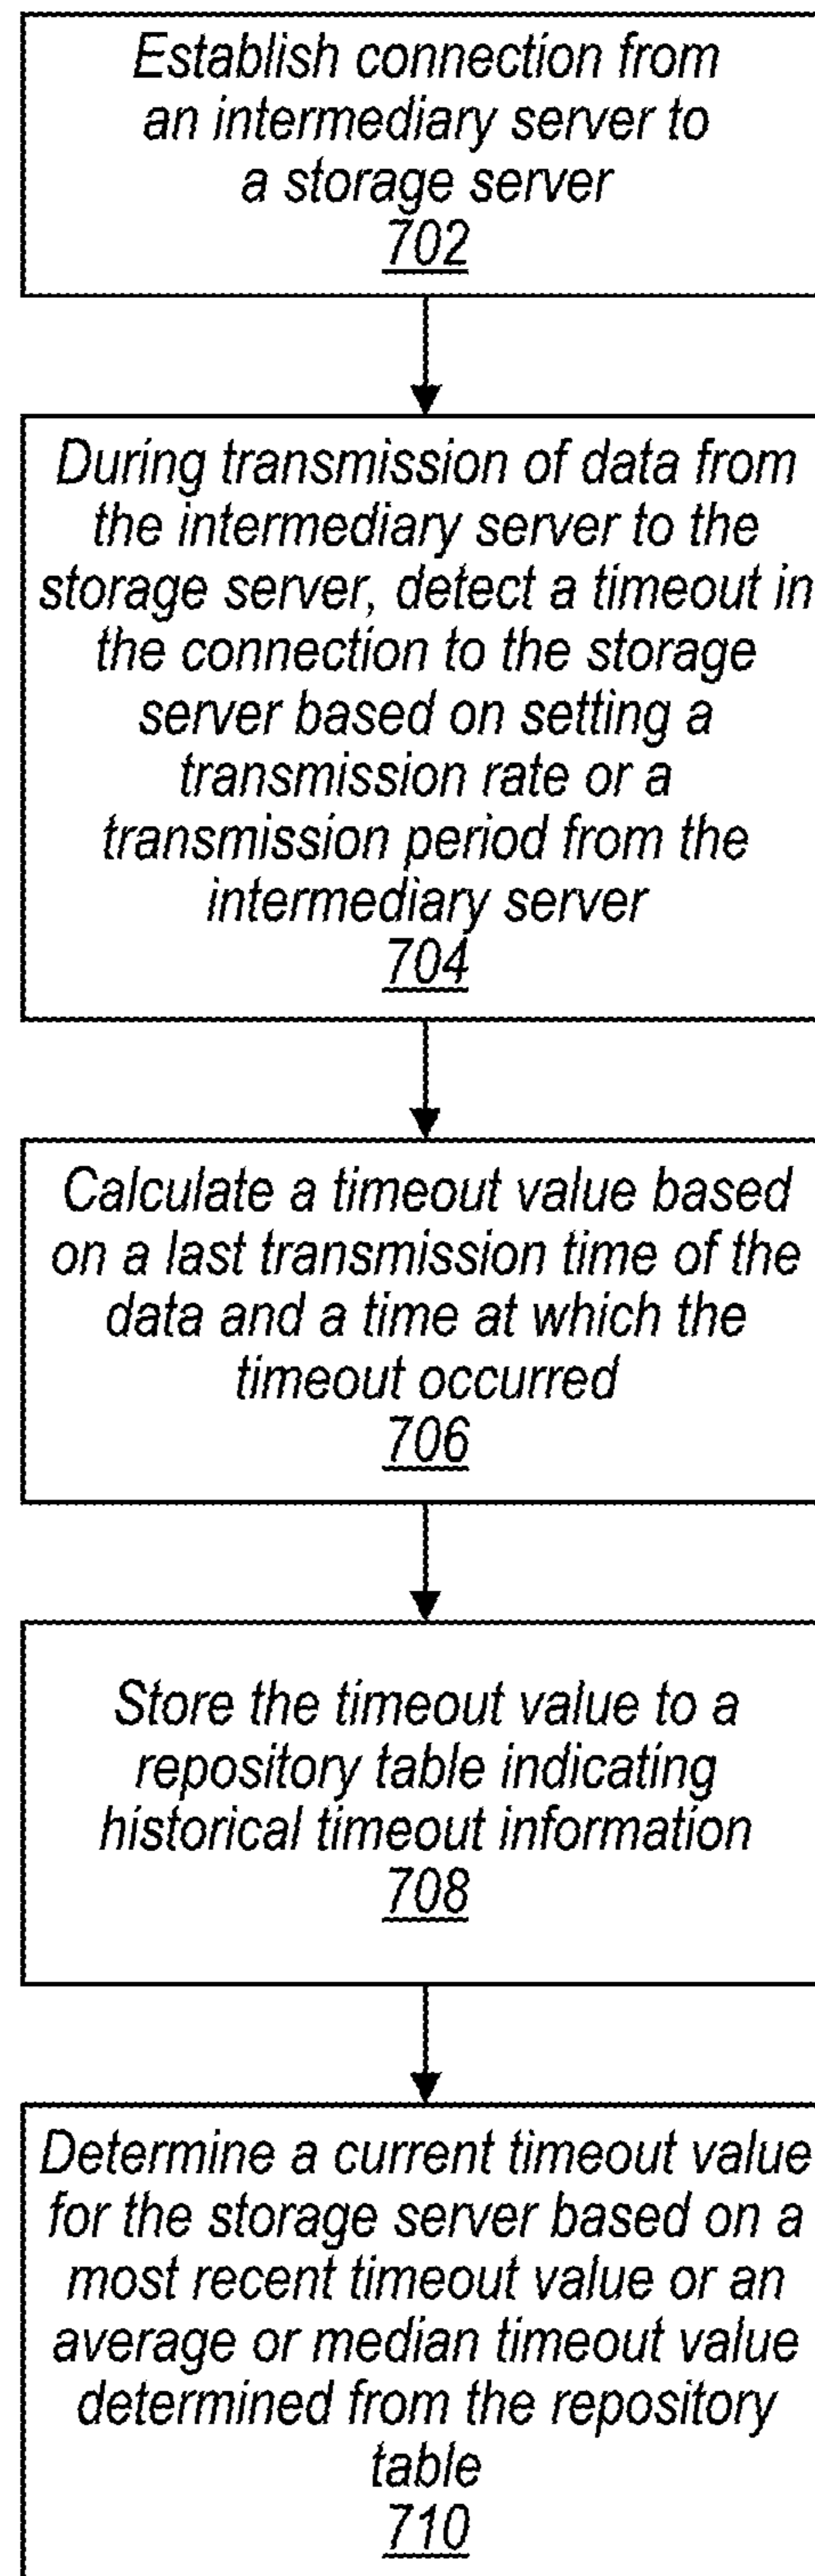 Establish connection from
an intermediary server to
a storage server
702
During transmission of data from
the intermediary server to the
storage server, detect a timeout in
the connection to the storage
server based on setting a
transmission rate or a
transmission period from the
intermediary server
704
Calculate a timeout value based
on a last transmission time of the
data and a time at which the
timeout occurred
706
Store the timeout value to a
repository table indicating
historical timeout information
708
Determine a current timeout value
for the storage server based on a
most recent timeout value or an
average or median timeout value
determined from the repository
table
710